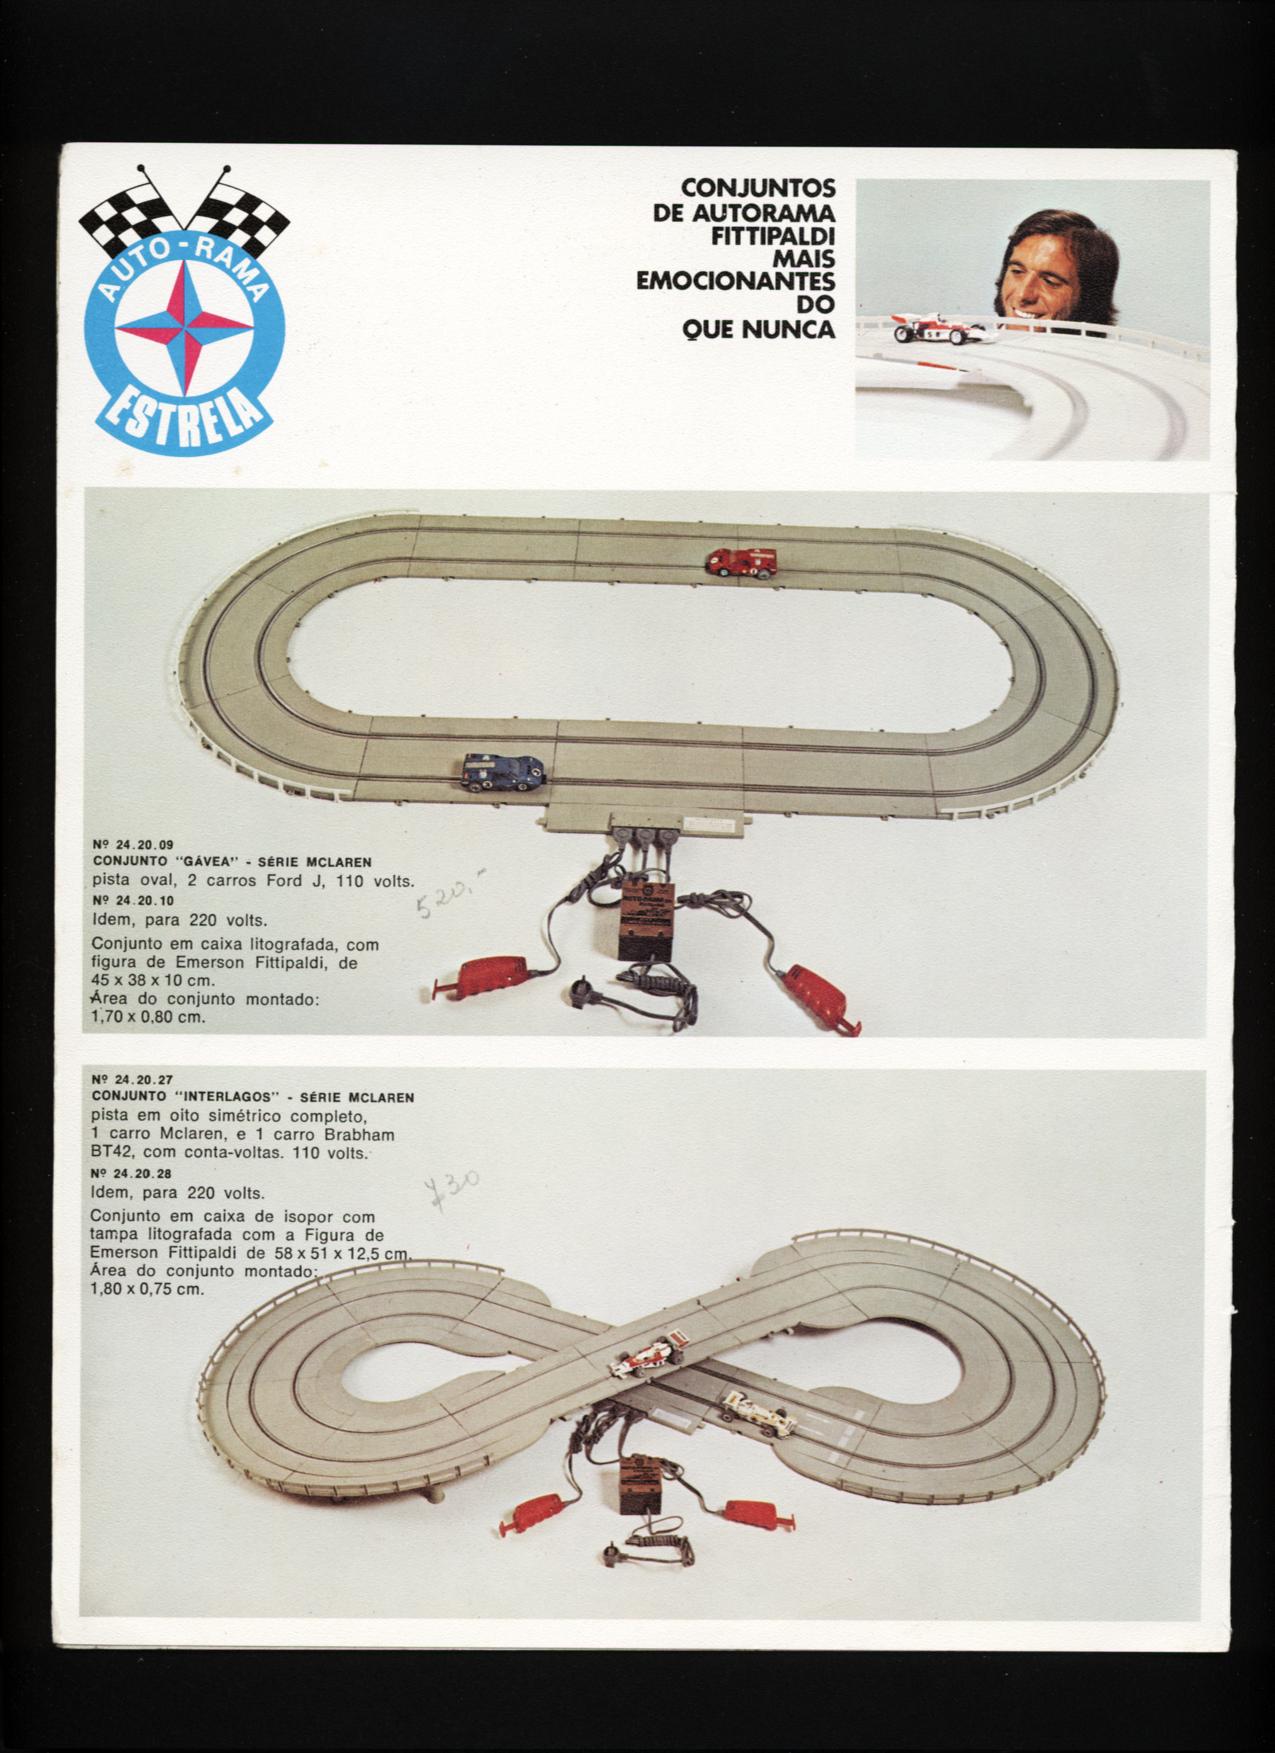 AUTO-RAMA
ESTRELA
CONJUNTOS
DE AUTORAMA
FITTIPALDI
MAIS
EMOCIONANTES
DO
QUE NUNCA
Nº 24.20.09
CONJUNTO "GÁVEA" - SÉRIE MCLAREN
pista oval, 2 carros Ford J, 110 volts.
Nº 24.20.10
Idem, para 220 volts.
Conjunto em caixa litografada, com
figura de Emerson Fittipaldi, de
45 x 38 x 10 cm.
Área do conjunto montado:
1,70 x 0,80 cm.
520,-
AUTO-RAMA
Nº 24.20.27
CONJUNTO "INTERLAGOS" - SÉRIE MCLAREN
pista em oito simétrico completo,
1 carro Mclaren, e 1 carro Brabham
BT42, com conta-voltas. 110 volts.
Nº 24.20.28
Idem, para 220 volts.
730
Conjunto em caixa de isopor com
tampa litografada com a Figura de
Emerson Fittipaldi de 58 x 51 x 12,5 cm.
Área do conjunto montado:
1,80 x 0,75 cm.